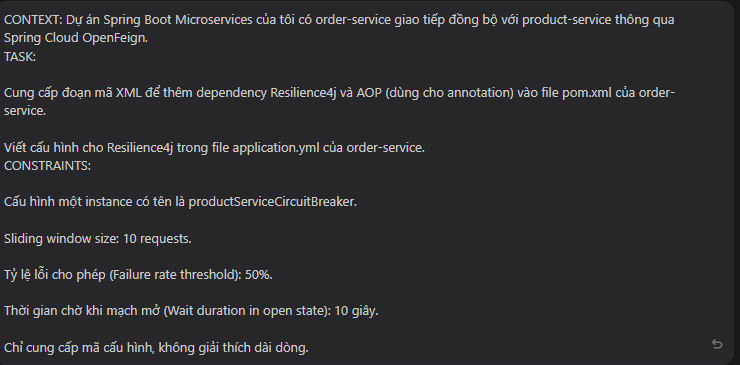 CONTEXT: Dự án Spring Boot Microservices của tôi có order-service giao tiếp đồng bộ với product-service thông qua
Spring Cloud OpenFeign.
TASK:
Cung cấp đoạn mã XML để thêm dependency Resilience4j và AOP (dùng cho annotation) vào file pom.xml của order-
service.
Viết cấu hình cho Resilience4j trong file application.yml của order-service.
CONSTRAINTS:
Cấu hình một instance có tên là productServiceCircuitBreaker.
Sliding window size: 10 requests.
Tỷ lệ lỗi cho phép (Failure rate threshold): 50%.
Thời gian chờ khi mạch mở (Wait duration in open state): 10 giây.
Chỉ cung cấp mã cấu hình, không giải thích dài dòng.